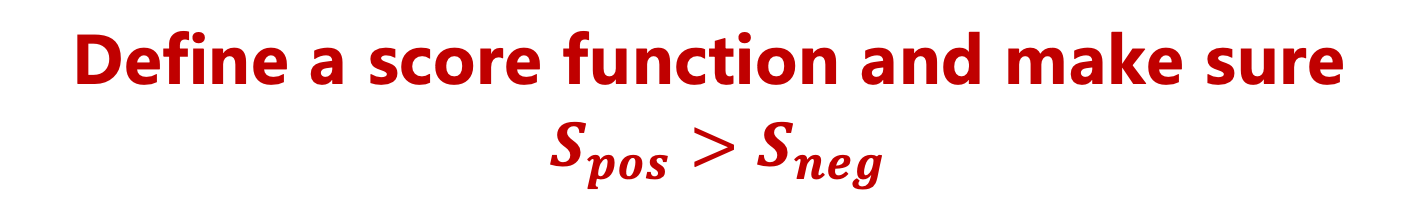 Define a score function and make sure
S_pos > S_neg